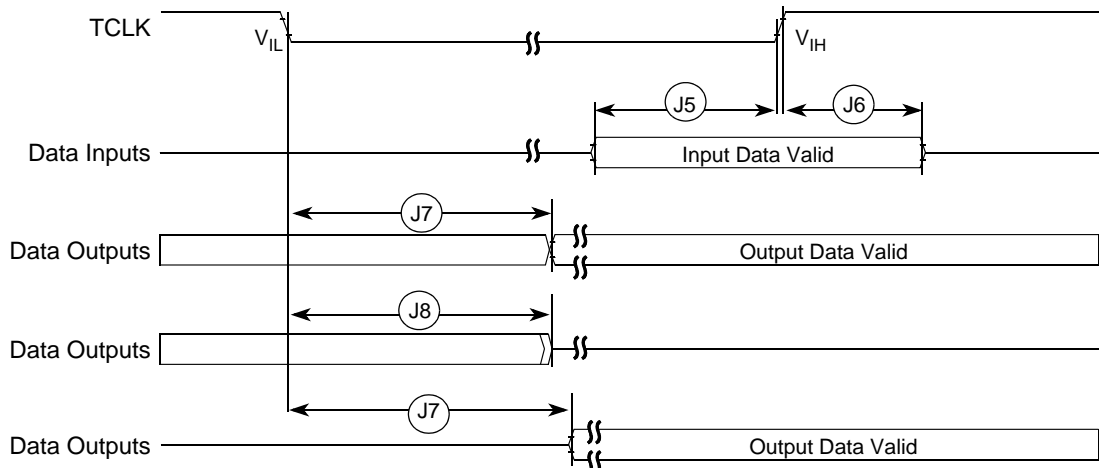 TCLK
V_IL
V_IH
J5
J6
Data Inputs
Input Data Valid
J7
Data Outputs
Output Data Valid
J8
Data Outputs
J7
Data Outputs
Output Data Valid